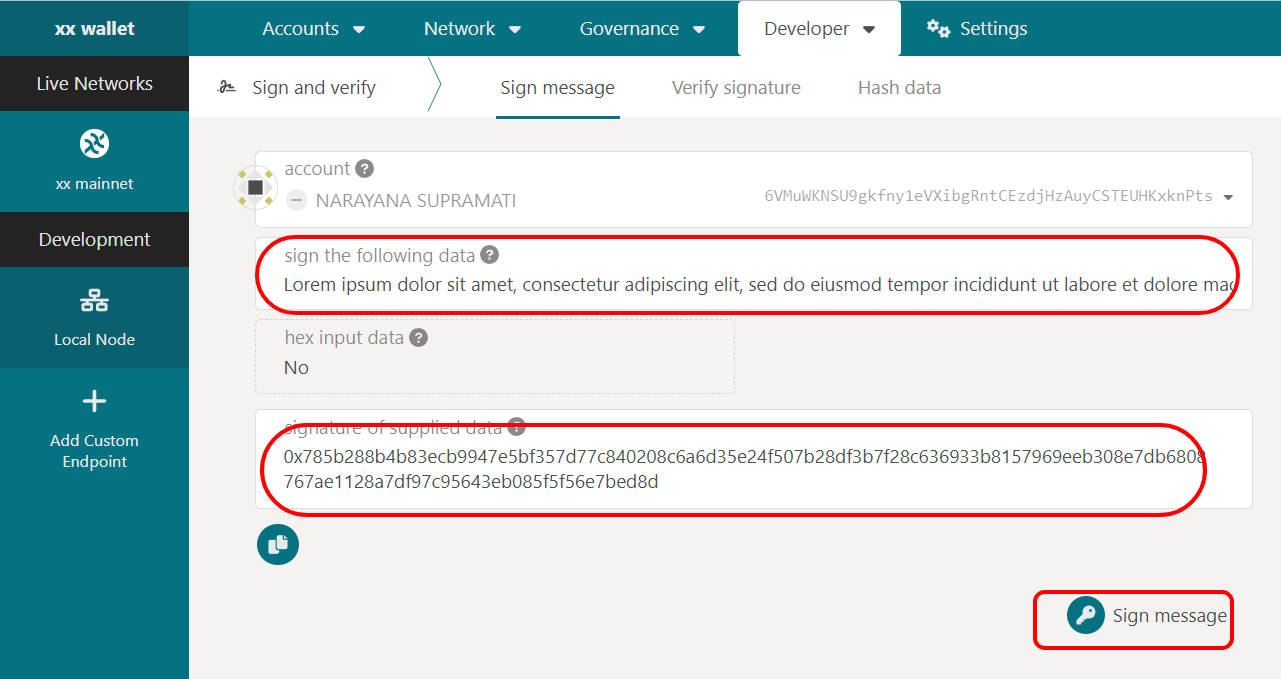 xx wallet
Accounts
Network
Governance
Developer
Settings
Live Networks
Sign and verify
Sign message
Verify signature
Hash data
xx mainnet
account ?
NARAYANA SUPRAMATI
6VMuWKNSU9gkfny1eVXibgRntCEzdjHzAuyCSTEUHKxknPts
Development
sign the following data ?
Lorem ipsum dolor sit amet, consectetur adipiscing elit, sed do eiusmod tempor incididunt ut labore et dolore mag
Local Node
hex input data ?
No
Add Custom
Endpoint
signature of supplied data ?
0x785b288b4b83ecb9947e5bf357d77c840208c6a6d35e24f507b28df3b7f28c636933b8157969eeb308e7db6808
767ae1128a7df97c95643eb085f5f56e7bed8d
Sign message